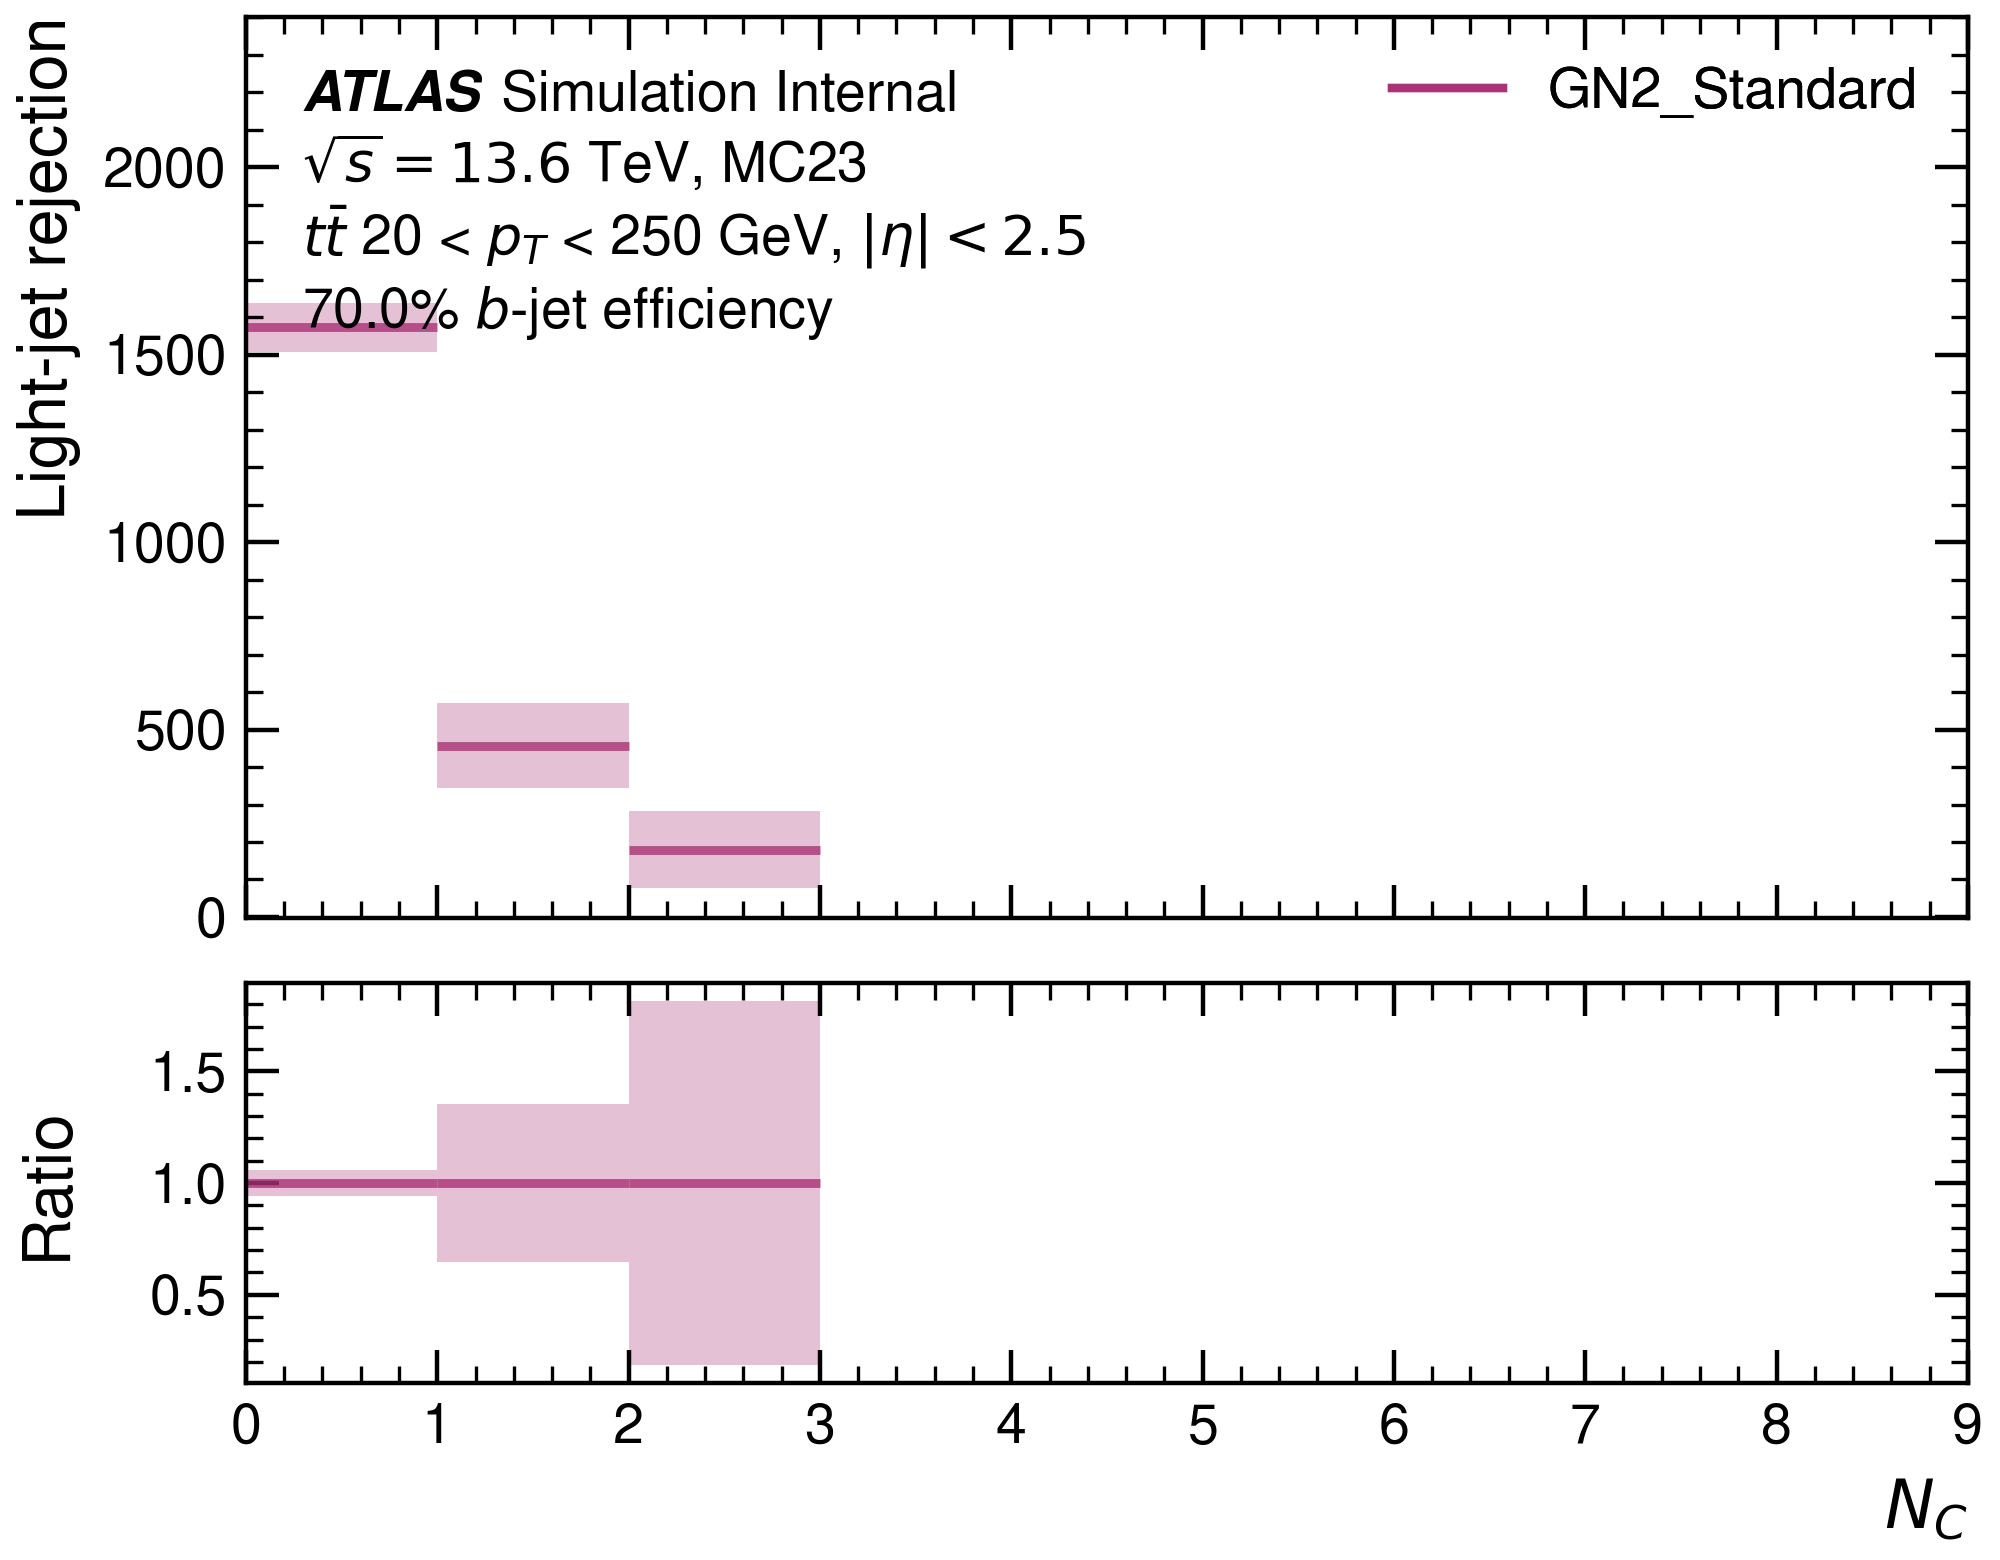 Light-jet rejection
ATLAS Simulation Internal
√s = 13.6 TeV, MC23
tt̄ 20 < p_T < 250 GeV, |η| < 2.5
70.0% b-jet efficiency
GN2_Standard
2000
1500
1000
500
0
Ratio
1.5
1.0
0.5
0 1 2 3 4 5 6 7 8 9
N_C